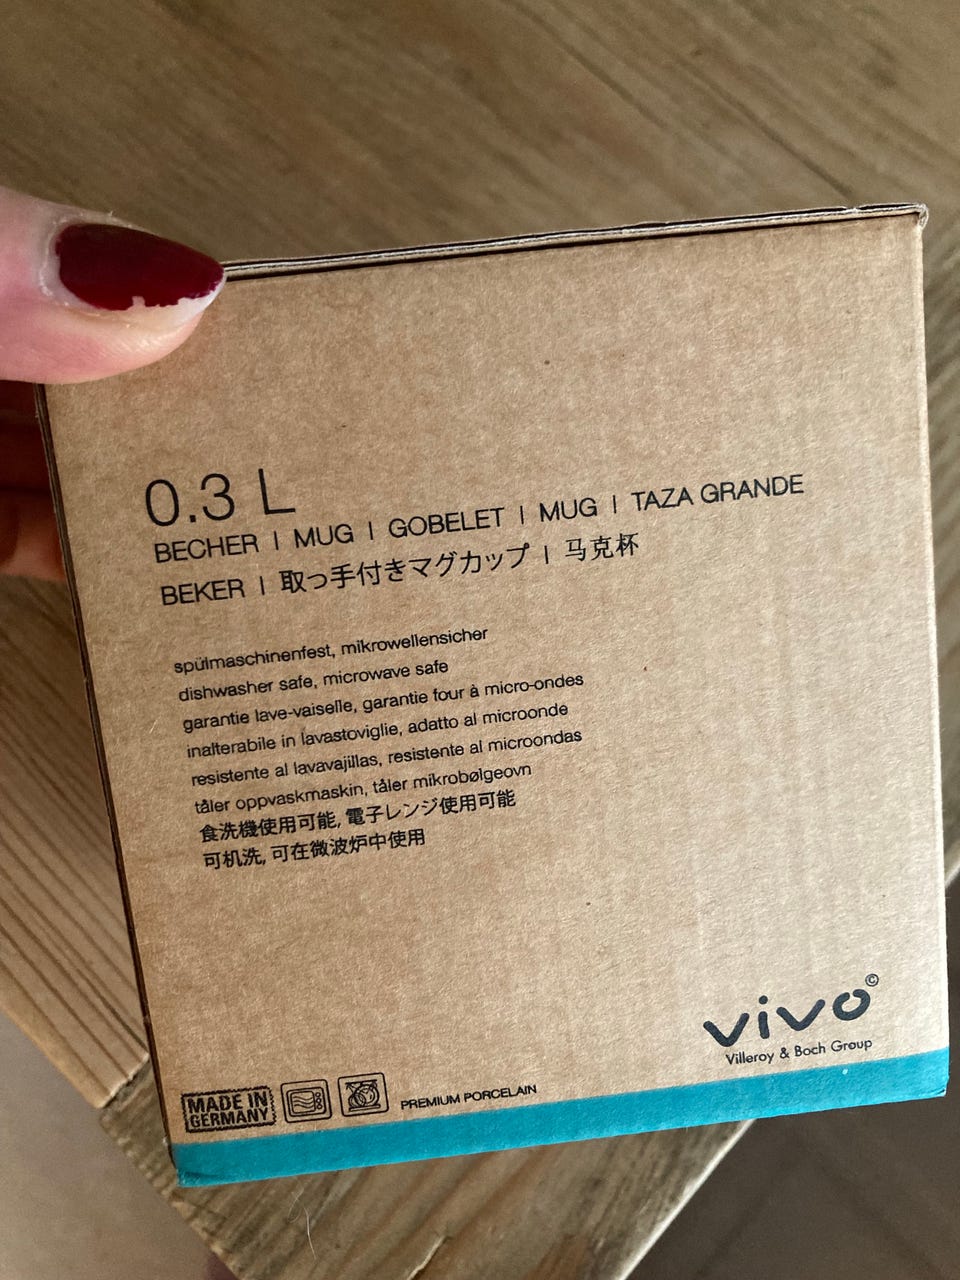 0.3 L
BECHER | MUG | GOBELET | MUG | TAZA GRANDE
BEKER | 取っ手付きマグカップ | 马克杯
spülmaschinenfest, mikrowellensicher
dishwasher safe, microwave safe
garantie lave-vaiselle, garantie four à micro-ondes
inalterabile in lavastoviglie, adatto al microonde
resistente al lavavajillas, resistente al microondas
tåler oppvaskmaskin, tåler mikrobølgeovn
食洗機使用可能, 電子レンジ使用可能
可机洗, 可在微波炉中使用
vivo©
Villeroy & Boch Group
MADE IN
GERMANY
PREMIUM PORCELAIN